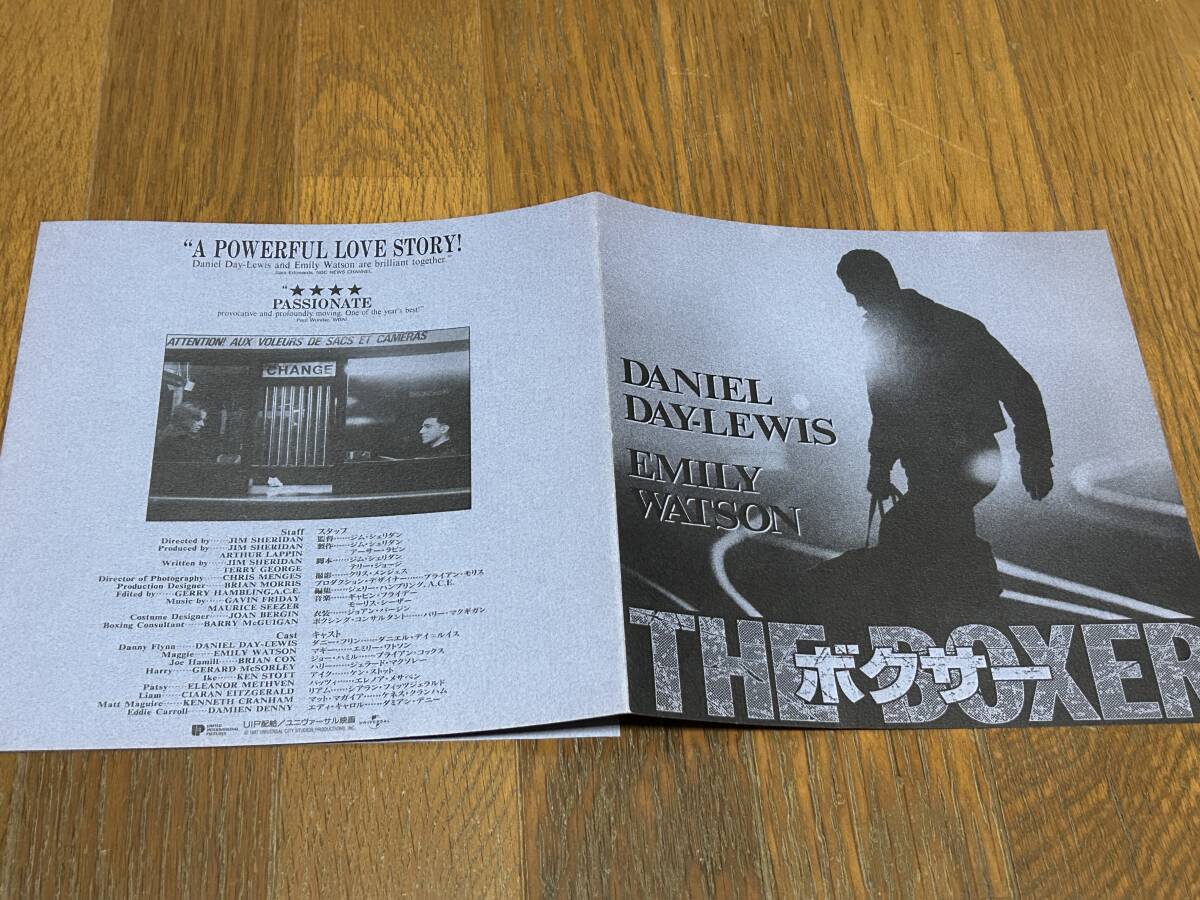 “A POWERFUL LOVE STORY!
Daniel Day-Lewis and Emily Watson are brilliant together.”
NBC NEWS CHANNEL
“★★★★
PASSIONATE
provocative and profoundly moving. One of the year's best!”
Paul Wunder, WBAI
ATTENTION! AUX VOLEURS DE SACS ET CAMERAS
CHANGE
Staff スタッフ
Directed by……JIM SHERIDAN 監督……ジム・シェリダン
Produced by……JIM SHERIDAN 製作……ジム・シェリダン
ARTHUR LAPPIN アーサー・ラピン
Written by……JIM SHERIDAN 脚本……ジム・シェリダン
TERRY GEORGE テリー・ジョージ
Director of Photography……CHRIS MENGES 撮影……クリス・メンジェス
Production Designer……BRIAN MORRIS プロダクション・デザイナー……ブライアン・モリス
Edited by……GERRY HAMBLING,A.C.E. 編集……ジェリー・ハンブリング,A.C.E.
Music by……GAVIN FRIDAY 音楽……ギャビン・フライデー
MAURICE SEEZER モーリス・シーザー
Costume Designer……JOAN BERGIN 衣装……ジョアン・バージン
Boxing Consultant……BARRY McGUIGAN ボクシング・コンサルタント……バリー・マクギガン
Cast キャスト
Danny Flynn……DANIEL DAY-LEWIS ダニー・フリン……ダニエル・デイ=ルイス
Maggie……EMILY WATSON マギー……エミリー・ワトソン
Joe Hamill……BRIAN COX ジョー・ハミル……ブライアン・コックス
Harry……GERARD McSORLEY ハリー……ジェラード・マクソレー
Ike……KEN STOTT アイク……ケン・ストット
Patsy……ELEANOR METHVEN パッツィ……エレノア・メサベン
Liam……CIARAN FITZGERALD リアム……シアラン・フィッツジェラルド
Matt Maguire……KENNETH CRANHAM マット・マガイア……ケネス・クランハム
Eddie Carroll……DAMIEN DENNY エディ・キャロル……ダミアン・デニー
UNITED INTERNATIONAL PICTURES UIP配給/ユニヴァーサル映画 UNIVERSAL
© 1997 UNIVERSAL CITY STUDIOS PRODUCTIONS, INC.
DANIEL
DAY-LEWIS
EMILY
WATSON
THE BOXER
ボクサー